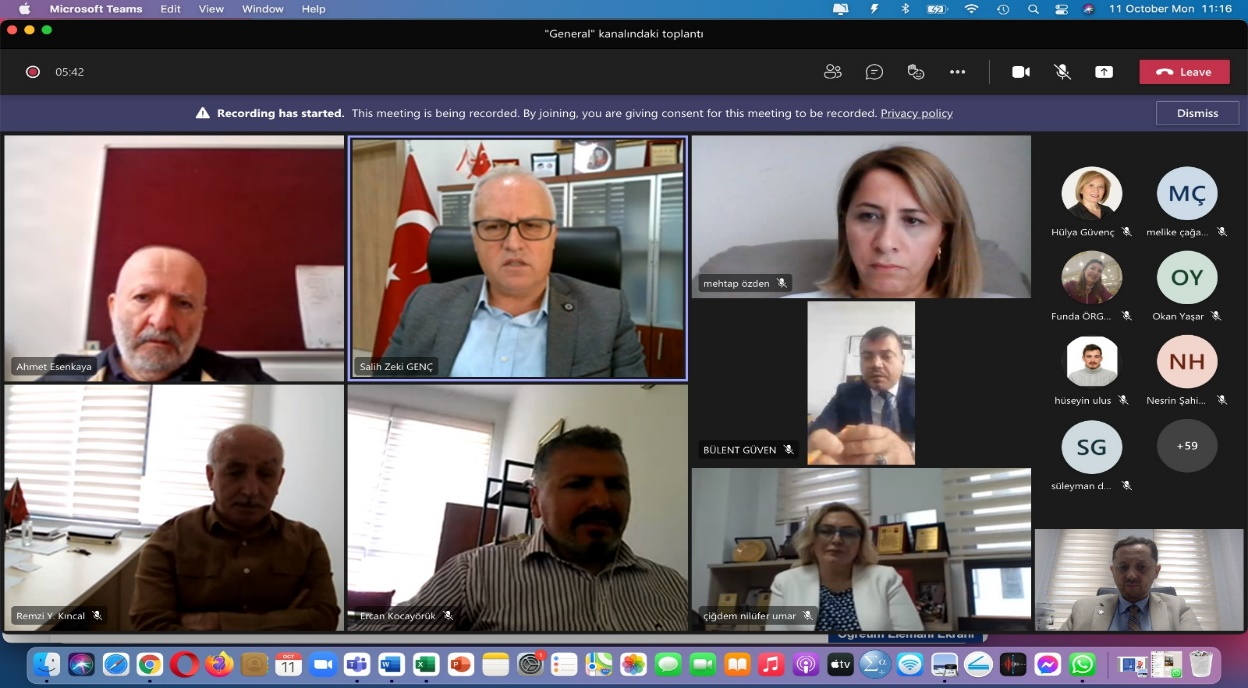 Microsoft Teams Edit View Window Help 11 October Mon 11:16
"General" kanalındaki toplantı
05:42 Leave
Recording has started. This meeting is being recorded. By joining, you are giving consent for this meeting to be recorded. Privacy policy Dismiss
Ahmet Esenkaya
Salih Zeki GENÇ
mehtap özden
BÜLENT GÜVEN
Remzi Y. Kıncal
Ercan Kocayörük
çiğdem nilüfer umar
MÇ
Hülya Güvenç melike çağa...
OY
Funda ÖRG... Okan Yaşar
NH
hüseyin ulus Nesrin Şahi...
SG +59
süleyman d...
Öğretim Elemanı Ekranı
OCT
11
tv